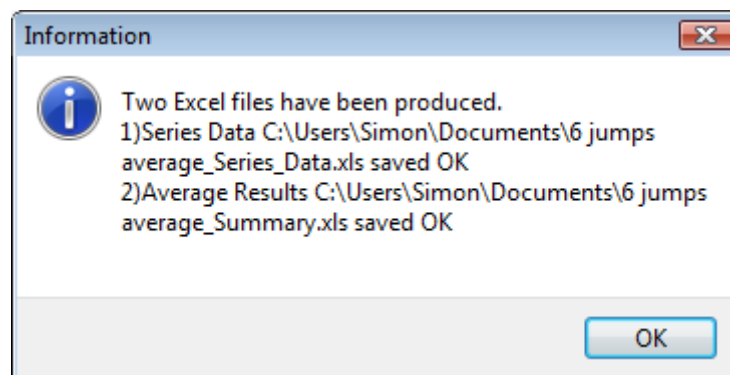 Information
Two Excel files have been produced.
1)Series Data C:\Users\Simon\Documents\6 jumps
average_Series_Data.xls saved OK
2)Average Results C:\Users\Simon\Documents\6 jumps
average_Summary.xls saved OK
OK